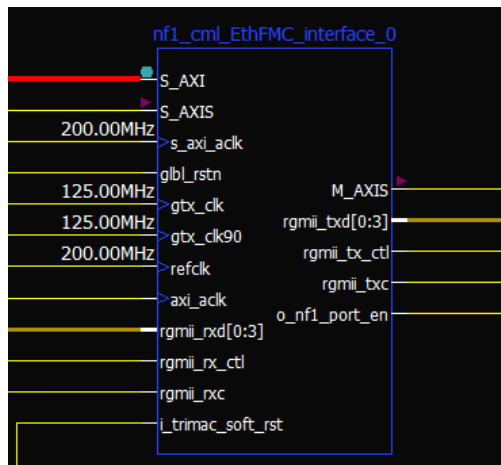 nf1_cml_EthFMC_interface_0
S_AXI
S_AXIS
200.00MHz
s_axi_aclk
glbl_rstn
125.00MHz
gtx_clk
125.00MHz
gtx_clk90
200.00MHz
refclk
axi_aclk
rgmii_rxd[0:3]
rgmii_rx_ctl
rgmii_rxc
i_trimac_soft_rst
M_AXIS
rgmii_txd[0:3]
rgmii_tx_ctl
rgmii_txc
o_nf1_port_en